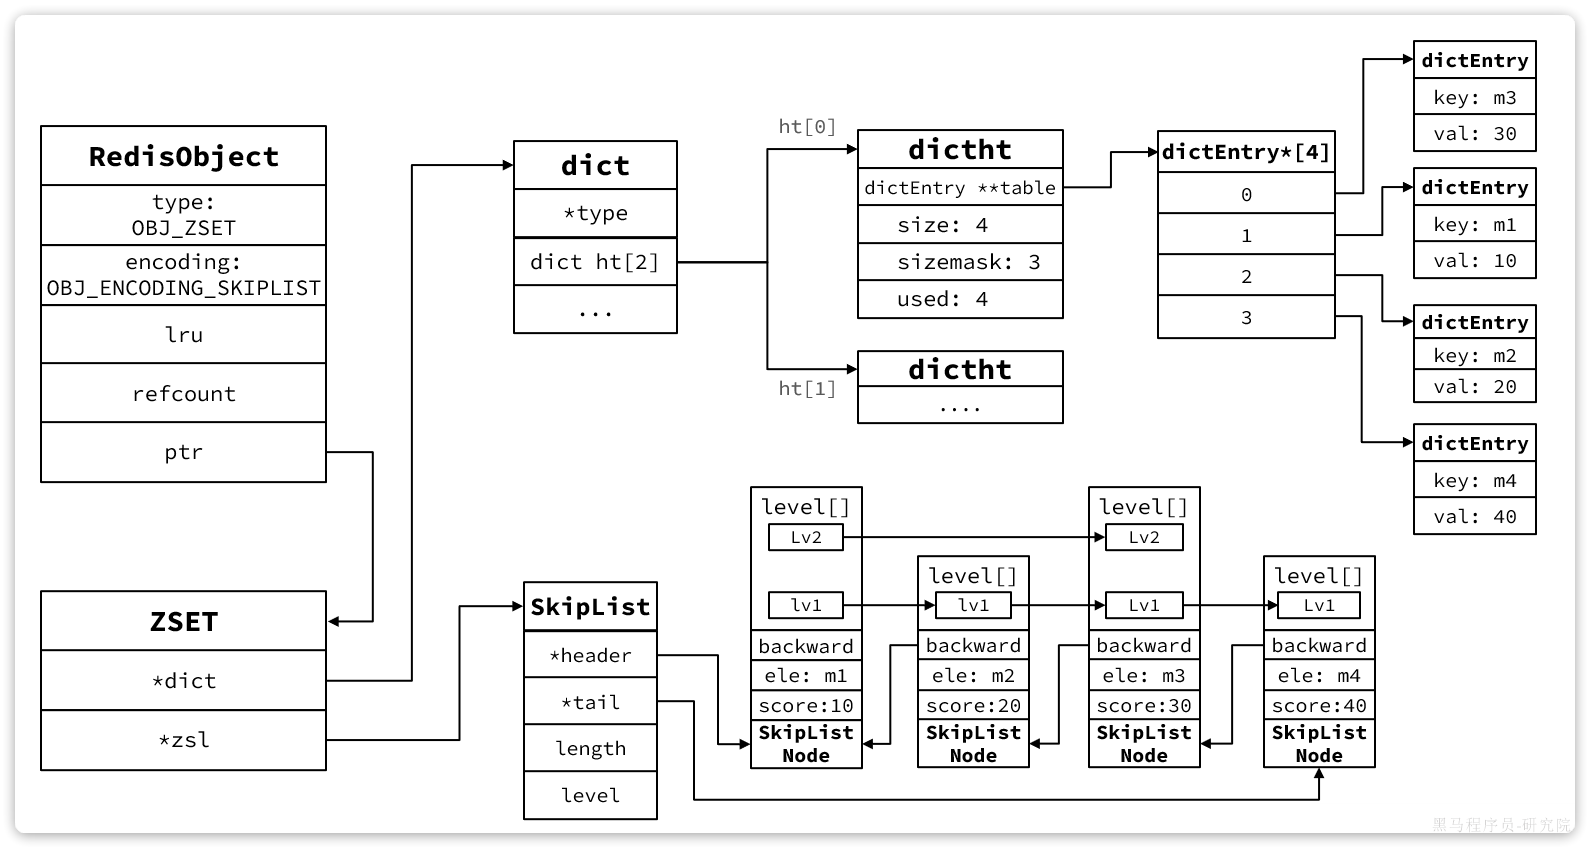 RedisObject
type:
OBJ_ZSET
encoding:
OBJ_ENCODING_SKIPLIST
lru
refcount
ptr
ZSET
*dict
*zsl
dict
*type
dict ht[2]
...
ht[0]
dictht
dictEntry **table
size: 4
sizemask: 3
used: 4
ht[1]
dictht
....
dictEntry*[4]
0
1
2
3
dictEntry
key: m3
val: 30
dictEntry
key: m1
val: 10
dictEntry
key: m2
val: 20
dictEntry
key: m4
val: 40
SkipList
*header
*tail
length
level
level[]
Lv2
lv1
backward
ele: m1
score:10
SkipList
Node
level[]
lv1
backward
ele: m2
score:20
SkipList
Node
level[]
Lv2
Lv1
backward
ele: m3
score:30
SkipList
Node
level[]
Lv1
backward
ele: m4
score:40
SkipList
Node
黑马程序员-研究院